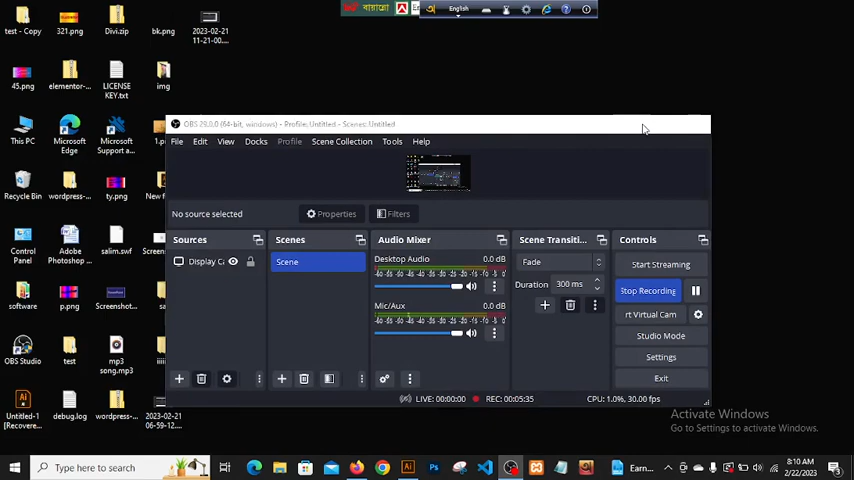 বায়ান্নো
অ English
test - Copy 321.png Divi.zip bk.png 2023-02-21
11-21-00....
45.png elementor-... LICENSE img
KEY.txt
OBS 29.0.0 (64-bit, windows) - Profile: Untitled - Scenes: Untitled
File Edit View Docks Profile Scene Collection Tools Help
This PC Microsoft Microsoft 1.p
Edge Support a...
Recycle Bin wordpress-... ty.png New f
No source selected Properties Filters
Sources Scenes Audio Mixer Scene Transiti... Controls
Control Adobe salim.swf Screen
Panel Photoshop ...
Display Ca Scene Desktop Audio 0.0 dB Fade Start Streaming
Duration 300 ms Stop Recording
software p.png Screenshot...
Mic/Aux 0.0 dB rt Virtual Cam
Studio Mode
OBS Studio test mp3
song.mp3
Settings
Exit
LIVE: 00:00:00 REC: 00:05:35 CPU: 1.0%, 30.00 fps
Untitled-1 debug.log wordpress-... 2023-02-21
[Recovere... 06-59-12....
Activate Windows
Go to Settings to activate Windows.
Type here to search
Earn...
8:10 AM
2/22/2023
3